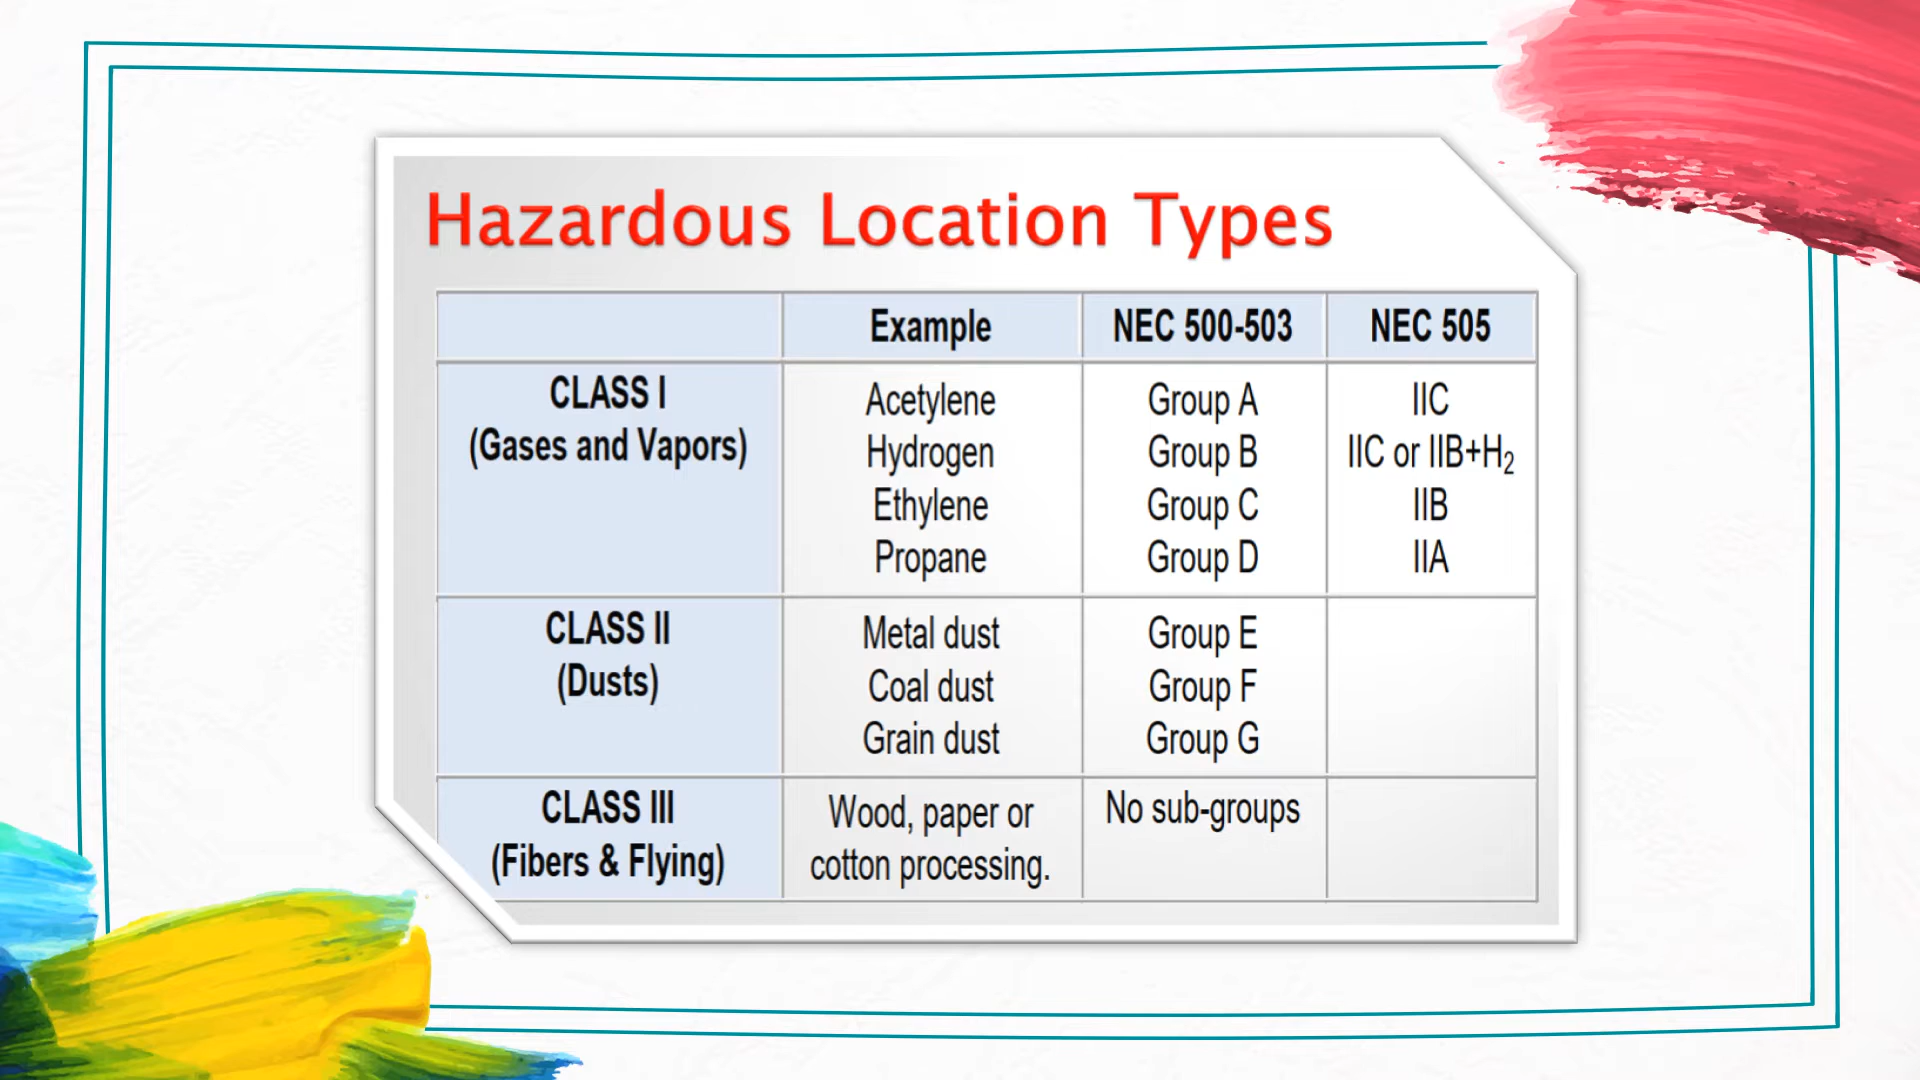 Hazardous Location Types
Example NEC 500-503 NEC 505
CLASS I
(Gases and Vapors)
Acetylene Group A IIC
Hydrogen Group B IIC or IIB+H₂
Ethylene Group C IIB
Propane Group D IIA
CLASS II
(Dusts)
Metal dust Group E
Coal dust Group F
Grain dust Group G
CLASS III
(Fibers & Flying)
Wood, paper or
cotton processing.
No sub-groups